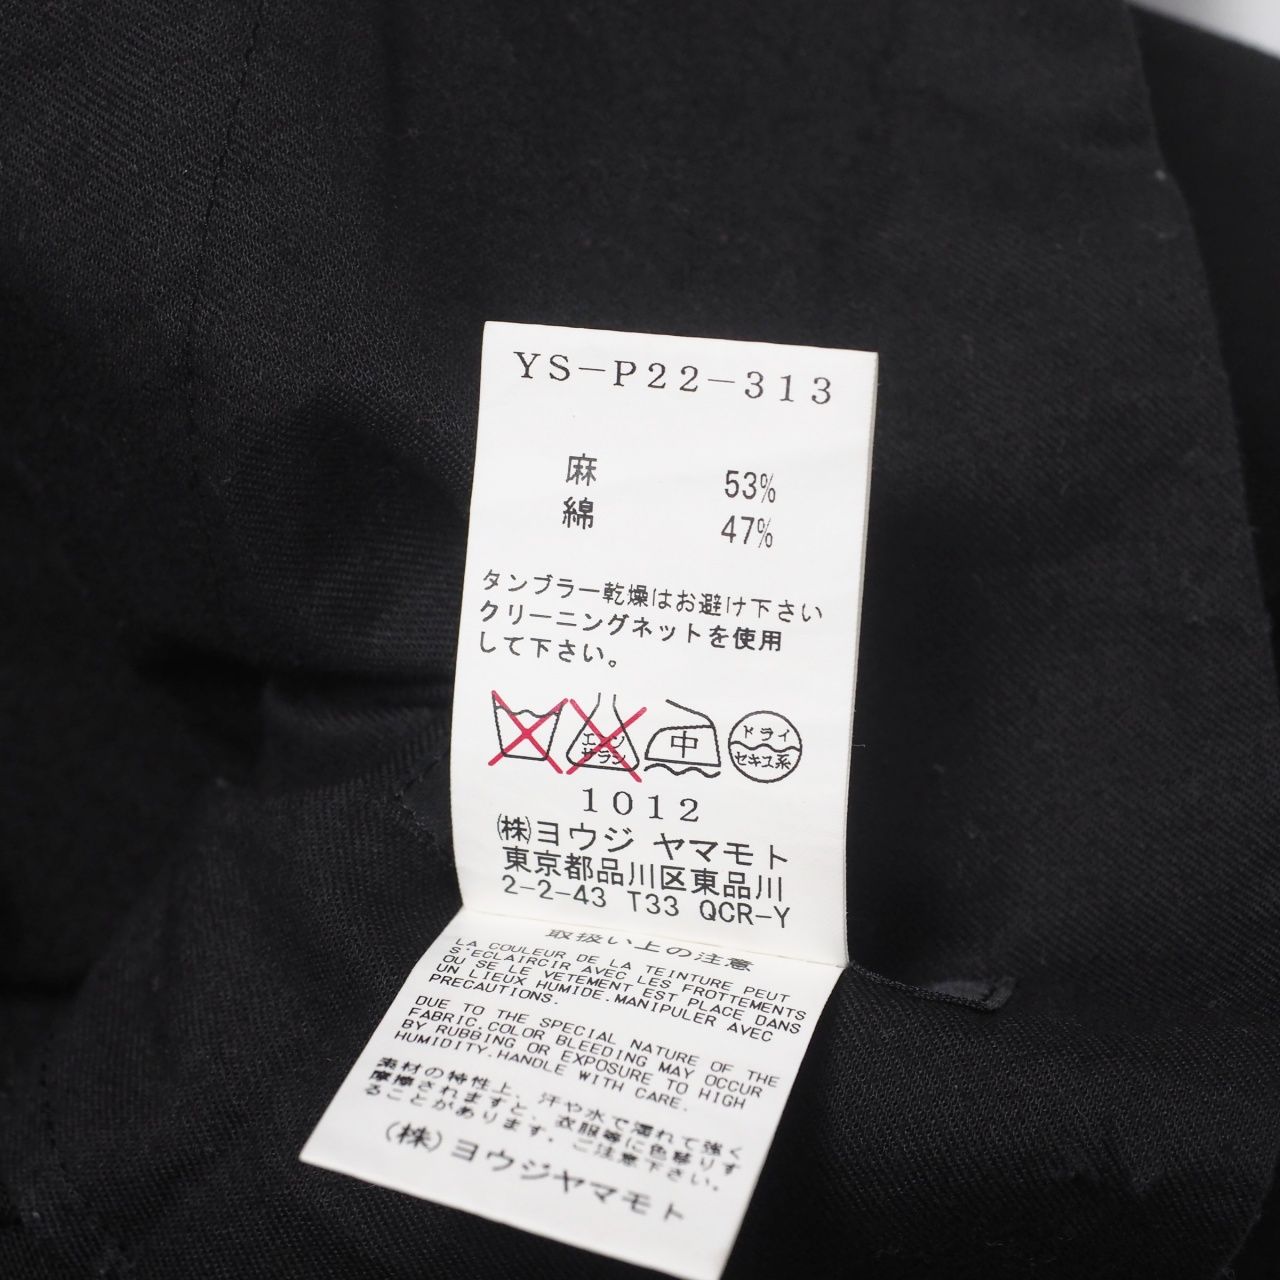 YS-P22-313
麻 53%
綿 47%
タンブラー乾燥はお避け下さい
クリーニングネットを使用
して下さい。
エンソ
サラシ
中
ドライ
セキユ系
1012
㈱ヨウジ ヤマモト
東京都品川区東品川
2-2-43 T33 QCR-Y
取扱い上の注意
LA COULEUR DE LA TEINTURE PEUT
S'ECLAIRCIR AVEC LES FROTTEMENTS
OU SE LE VETEMENT EST PLACE DANS
UN LIEUX HUMIDE.MANIPULER AVEC
PRECAUTIONS.
DUE TO THE SPECIAL NATURE OF THE
FABRIC.COLOR BLEEDING MAY OCCUR
BY RUBBING OR EXPOSURE TO HIGH
HUMIDITY.HANDLE WITH CARE.
素材の特性上、汗や水で濡れて強く
摩擦されますと、衣服等に色移りす
ることがあります。ご注意下さい。
(株)ヨウジヤマモト